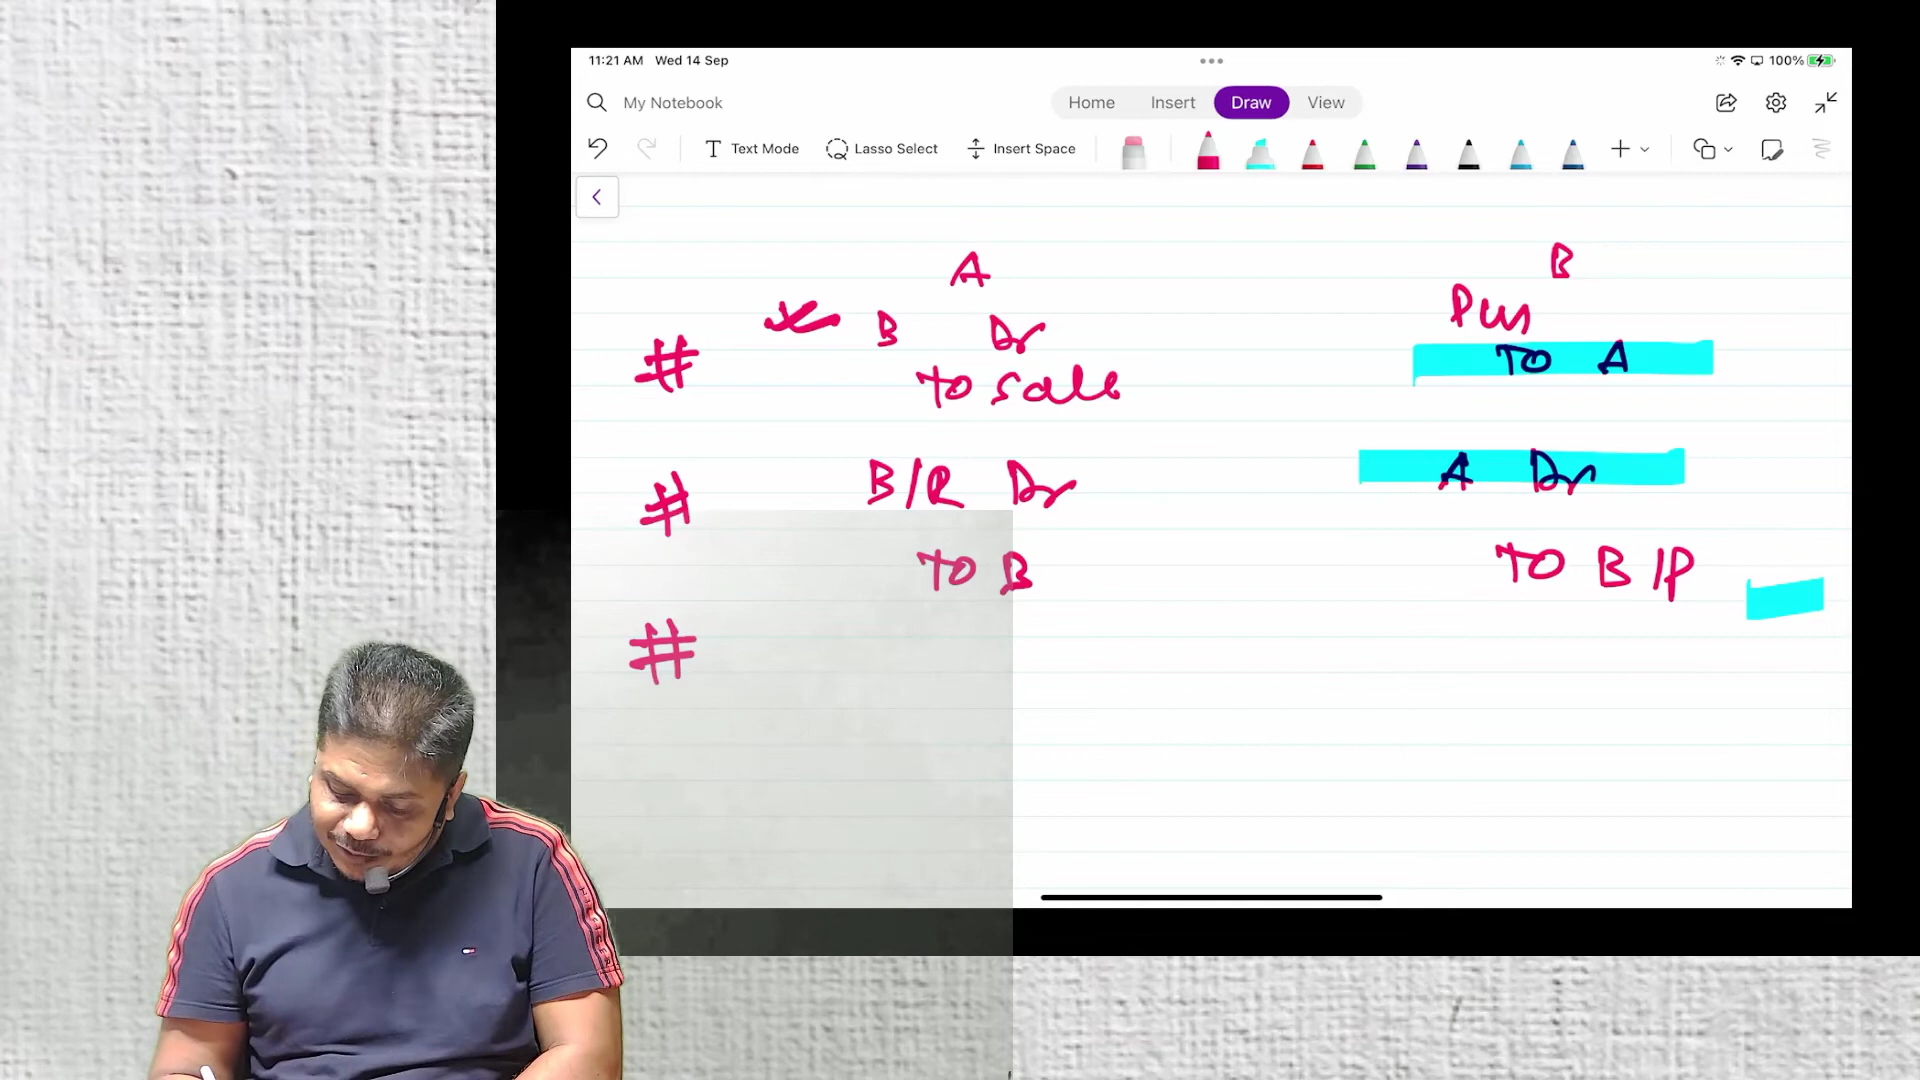 11:21 AM Wed 14 Sep
100%
My Notebook
Home Insert Draw View
Text Mode Lasso Select Insert Space
A
B Dr
To sale
# 
B
Pur
To A
# B/R Dr
To B
A Dr
To B/P
#